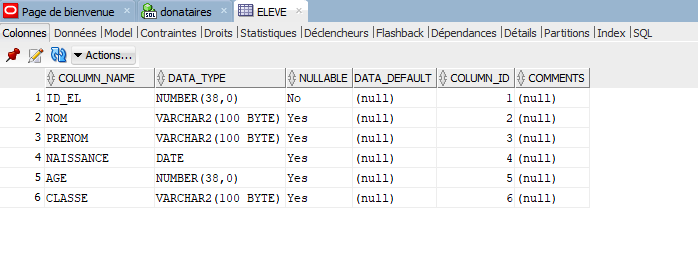 Page de bienvenue donataires ELEVE
Colonnes Données Model Contraintes Droits Statistiques Déclencheurs Flashback Dépendances Détails Partitions Index SQL
Actions...
COLUMN_NAME DATA_TYPE NULLABLE DATA_DEFAULT COLUMN_ID COMMENTS
1 ID_EL NUMBER(38,0) No (null) 1 (null)
2 NOM VARCHAR2(100 BYTE) Yes (null) 2 (null)
3 PRENOM VARCHAR2(100 BYTE) Yes (null) 3 (null)
4 NAISSANCE DATE Yes (null) 4 (null)
5 AGE NUMBER(38,0) Yes (null) 5 (null)
6 CLASSE VARCHAR2(100 BYTE) Yes (null) 6 (null)